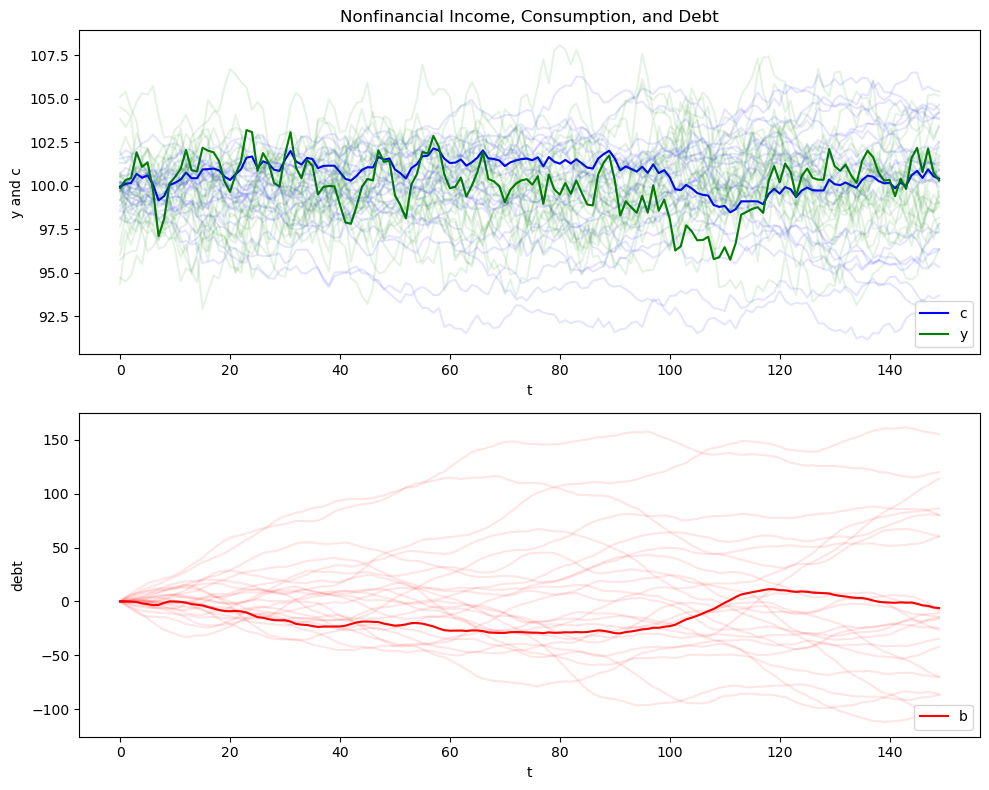 Nonfinancial Income, Consumption, and Debt
107.5
105.0
102.5
100.0
97.5
95.0
92.5
y and c
c
y
0 20 40 60 80 100 120 140
t
150
100
50
0
−50
−100
debt
b
0 20 40 60 80 100 120 140
t